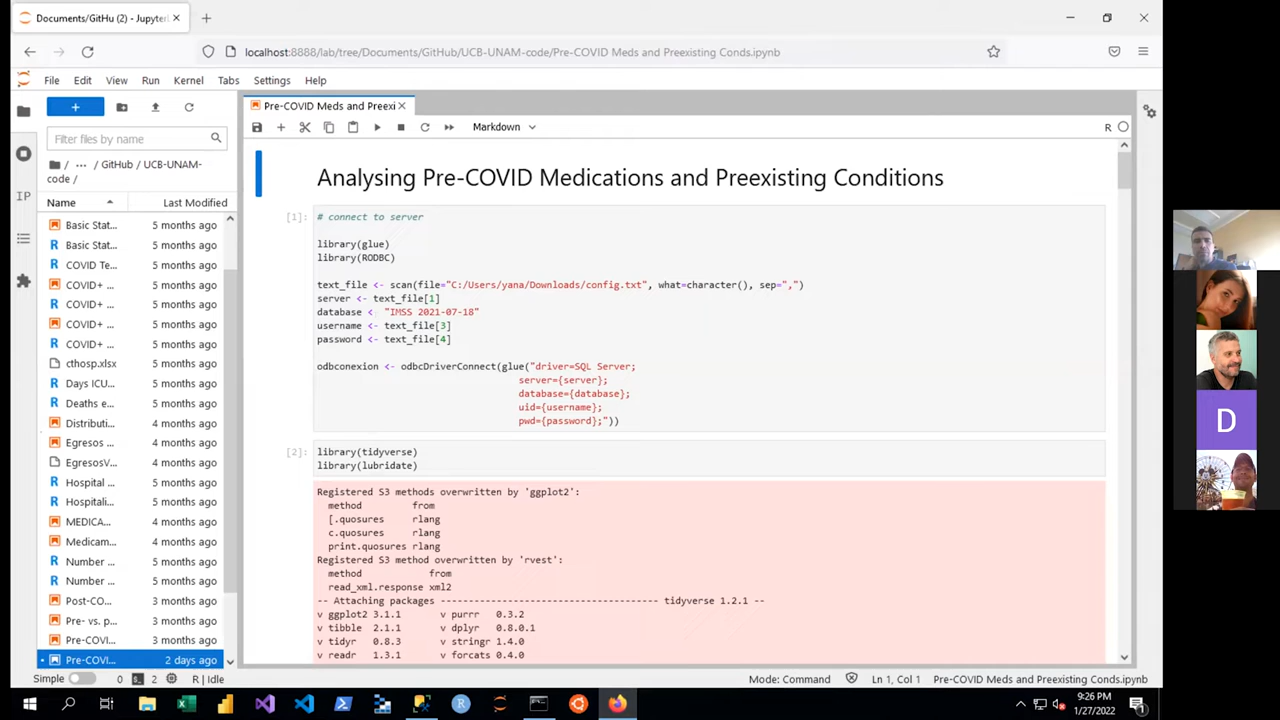 Documents/GitHu (2) - Jupyter
localhost:8888/lab/tree/Documents/GitHub/UCB-UNAM-code/Pre-COVID Meds and Preexisting Conds.ipynb
File Edit View Run Kernel Tabs Settings Help
Pre-COVID Meds and Preexi
Filter files by name
Markdown
R
/ ... / GitHub / UCB-UNAM-
code /
Name Last Modified
Basic Stat... 5 months ago
Basic Stat... 5 months ago
COVID Te... 5 months ago
COVID+ ... 5 months ago
COVID+ ... 5 months ago
COVID+ ... 5 months ago
COVID+ ... 5 months ago
cthosp.xlsx 5 months ago
Days ICU... 5 months ago
Deaths e... 5 months ago
Distributi... 5 months ago
Egresos ... 5 months ago
EgresosV... 5 months ago
Hospital ... 5 months ago
Hospitali... 5 months ago
MEDICA... 4 months ago
Medicam... 4 months ago
Number ... 5 months ago
Number ... 5 months ago
Post-CO... 3 months ago
Pre- vs. p... 3 months ago
Pre-COVI... 3 months ago
Pre-COVI... 2 days ago
Analysing Pre-COVID Medications and Preexisting Conditions
[1]: # connect to server
library(glue)
library(RODBC)
text_file <- scan(file="C:/Users/yana/Downloads/config.txt", what=character(), sep=",")
server <- text_file[1]
database <- "IMSS 2021-07-18"
username <- text_file[3]
password <- text_file[4]
odbconexion <- odbcDriverConnect(glue("driver=SQL Server;
server={server};
database={database};
uid={username};
pwd={password};"))
[2]: library(tidyverse)
library(lubridate)
Registered S3 methods overwritten by 'ggplot2':
method from
[.quosures rlang
c.quosures rlang
print.quosures rlang
Registered S3 method overwritten by 'rvest':
method from
read_xml.response xml2
-- Attaching packages --------------------------------------- tidyverse 1.2.1 --
v ggplot2 3.1.1 v purrr 0.3.2
v tibble 2.1.1 v dplyr 0.8.0.1
v tidyr 0.8.3 v stringr 1.4.0
v readr 1.3.1 v forcats 0.4.0
Simple 0 2 R | Idle Mode: Command Ln 1, Col 1 Pre-COVID Meds and Preexisting Conds.ipynb
D
IP
9:26 PM
1/27/2022
1